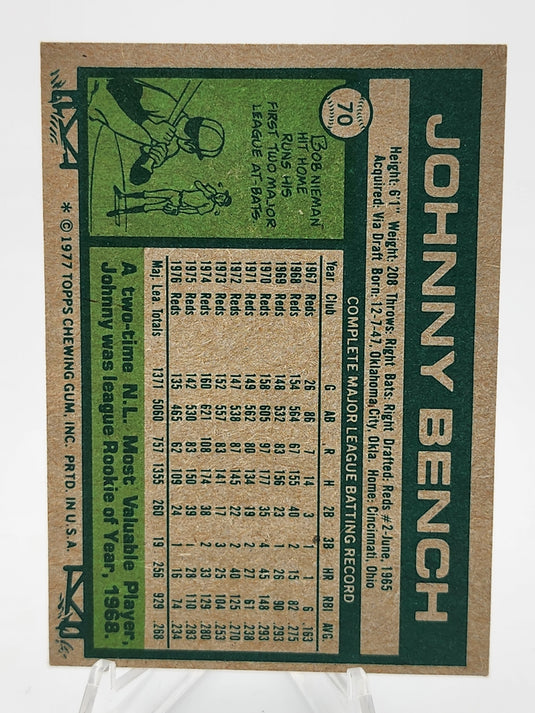 70
JOHNNY BENCH
Height: 6'1" Weight: 208 Throws: Right Bats: Right Drafted: Reds #2-June, 1965
Acquired: Via Draft Born: 12-7-47, Oklahoma City, Okla. Home: Cincinnati, Ohio
BOB NIEMAN
HIT HOME
RUNS HIS
FIRST TWO MAJOR
LEAGUE AT BATS.
COMPLETE MAJOR LEAGUE BATTING RECORD
Year Club G AB R H 2B 3B HR RBI AVG.
1967 Reds 26 86 7 14 3 1 1 6 .163
1968 Reds 154 564 67 155 40 2 15 82 .275
1969 Reds 148 532 83 156 23 1 26 90 .293
1970 Reds 158 605 97 177 35 4 45 148 .293
1971 Reds 149 562 80 134 19 2 27 61 .238
1972 Reds 147 538 87 145 22 2 40 125 .270
1973 Reds 152 557 83 141 17 3 25 104 .253
1974 Reds 160 621 108 174 38 2 33 129 .280
1975 Reds 142 530 83 150 39 1 28 110 .283
1976 Reds 135 465 62 109 24 1 16 74 .234
Maj. Lea. Totals 1371 5060 757 1355 260 19 256 929 .268
A two-time N.L. Most Valuable Player,
Johnny was league Rookie of Year, 1968.
* © 1977 TOPPS CHEWING GUM, INC. PRTD. IN U.S.A.